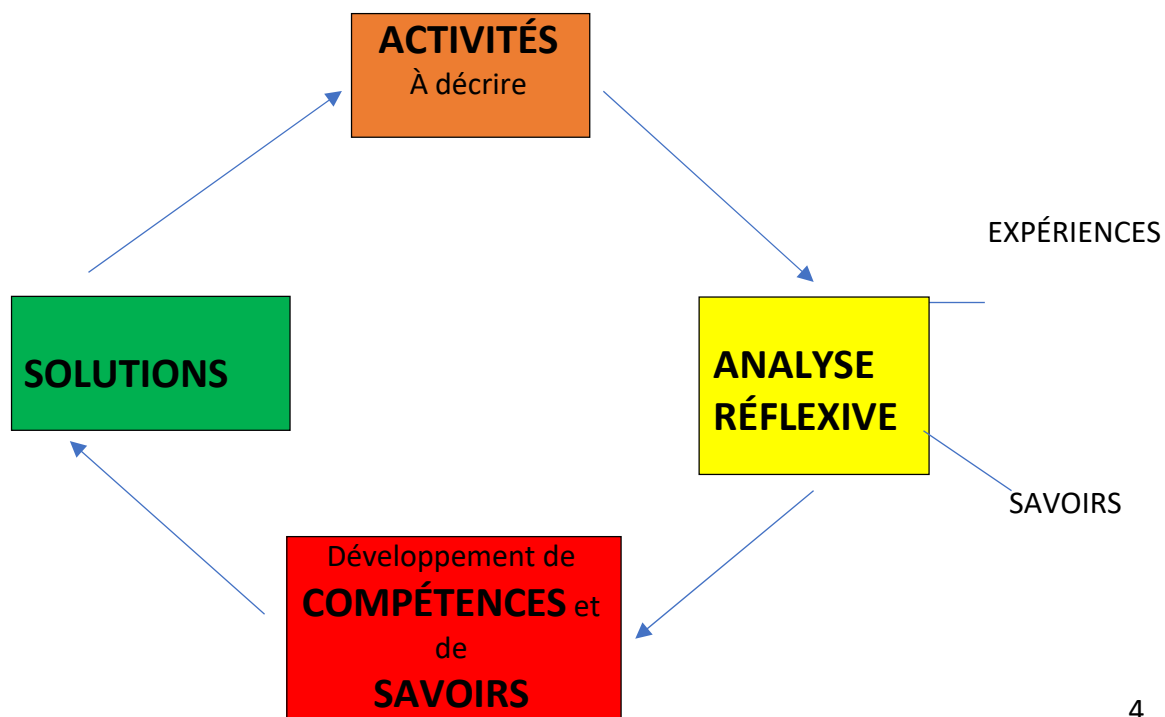 ACTIVITÉS
À décrire
EXPÉRIENCES
SOLUTIONS
ANALYSE
RÉFLEXIVE
SAVOIRS
Développement de
COMPÉTENCES et
de
SAVOIRS
4